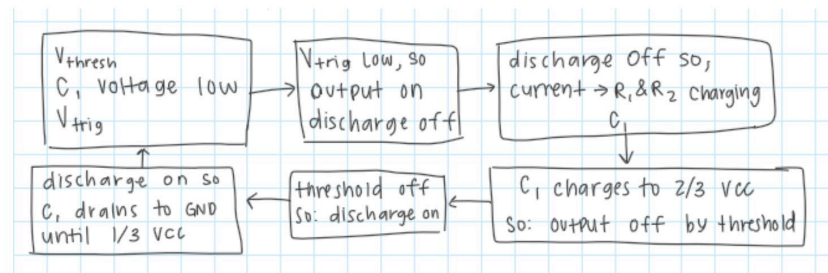 Vthresh
C, voltage low
Vtrig
Vtrig Low, so
output on
discharge off
discharge off so,
current → R1&R2 charging
C1
C1 charges to 2/3 Vcc
so: output off by threshold
threshold off
so: discharge on
discharge on so
C1 drains to GND
until 1/3 Vcc